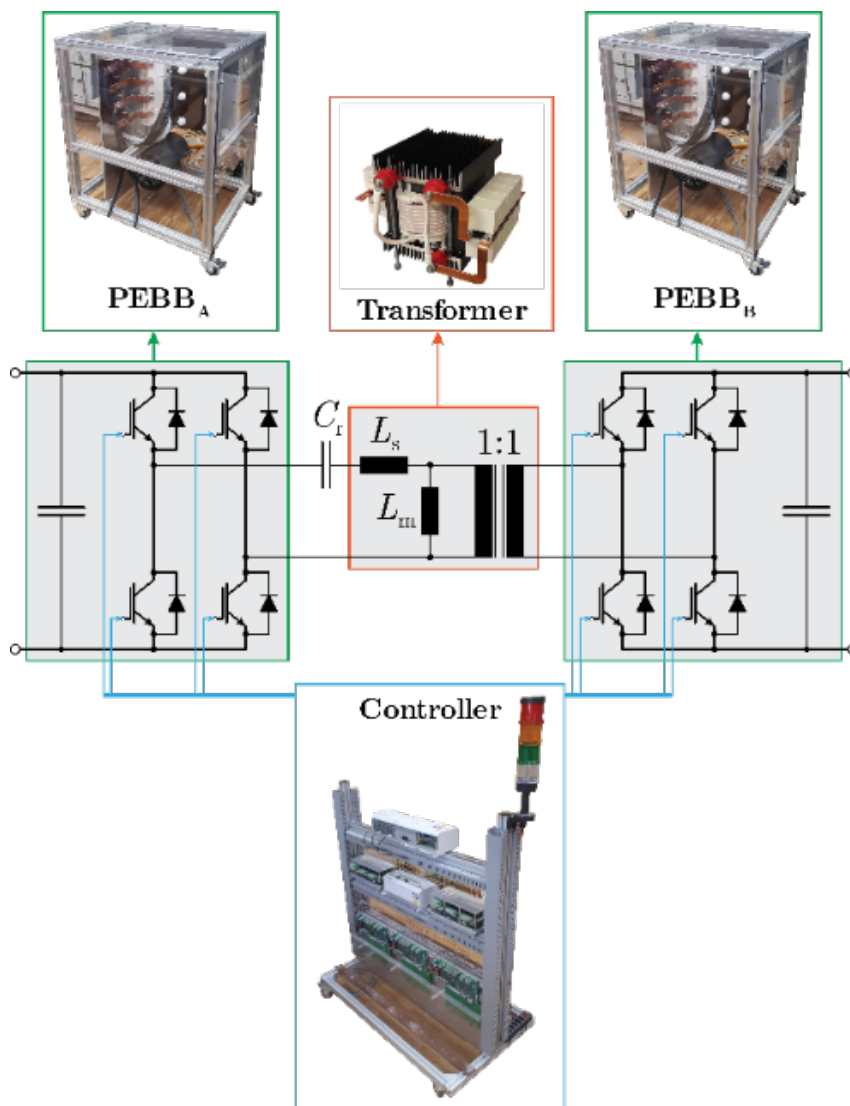 PEBB_A
Transformer
PEBB_B
C_r
L_s
1:1
L_m
Controller